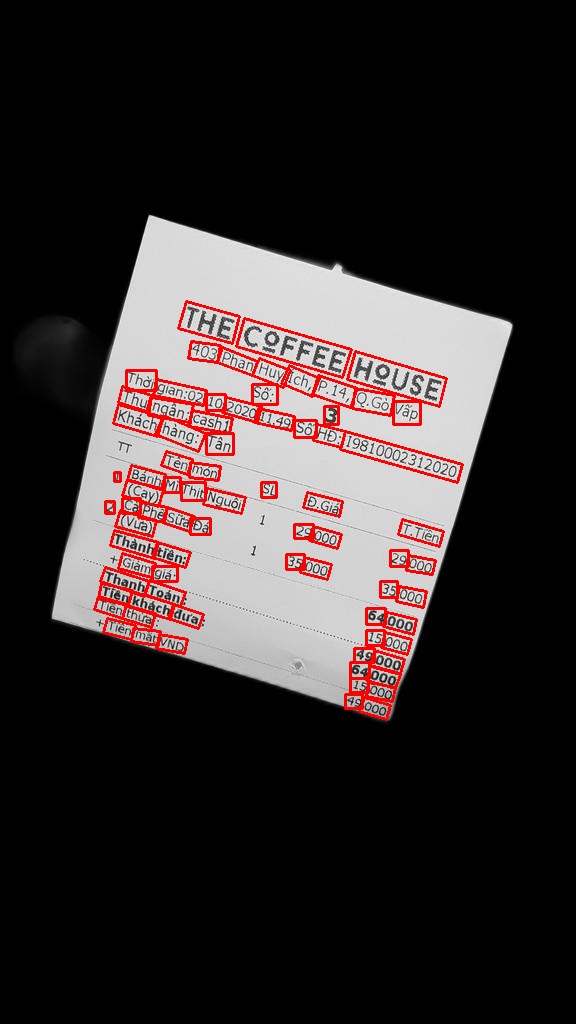 THE COFFEE HOUSE
403 Phan Huy Ích, P.14, Q.Gò Vấp
Số: 3
Thời gian:02.10.2020 11:49 Số HĐ: 19810002312020
Thu ngân: cash1
Khách hàng: Tân
TT Tên món SL Đ.Giá T.Tiền
1 Bánh Mì Thịt Nguội 1 29,000 29,000
(Cay)
2 Cà Phê Sữa Đá 1 35,000 35,000
(Vừa)
Thành tiền: 64,000
+ Giảm giá 15,000
Thanh Toán: 49,000
Tiền khách đưa: 64,000
Tiền thừa: 15,000
+ Tiền mặt VND 49,000